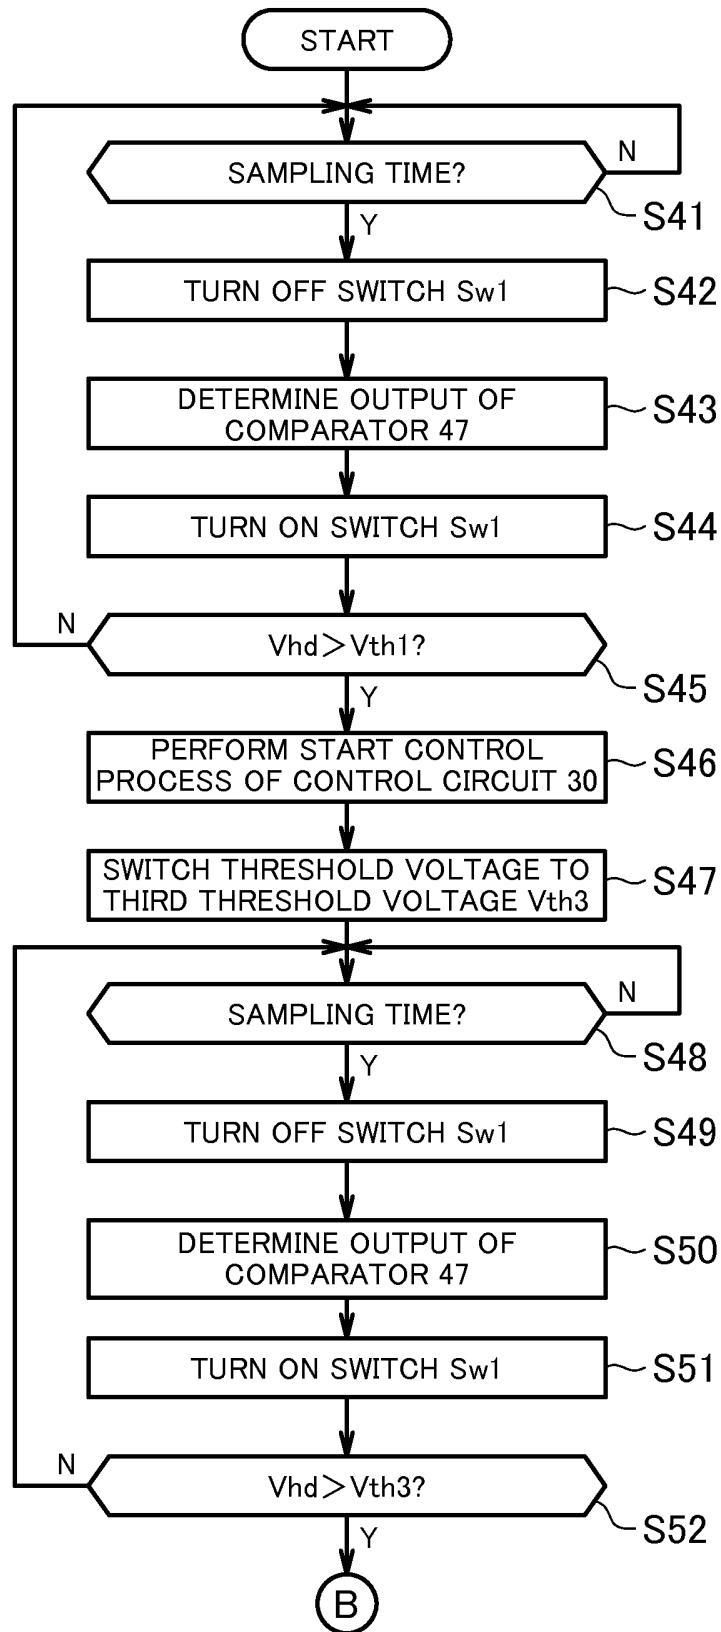 START
SAMPLING TIME?
N
S41
Y
TURN OFF SWITCH Sw1
S42
DETERMINE OUTPUT OF
COMPARATOR 47
S43
TURN ON SWITCH Sw1
S44
N
Vhd>Vth1?
S45
Y
PERFORM START CONTROL
PROCESS OF CONTROL CIRCUIT 30
S46
SWITCH THRESHOLD VOLTAGE TO
THIRD THRESHOLD VOLTAGE Vth3
S47
SAMPLING TIME?
N
S48
Y
TURN OFF SWITCH Sw1
S49
DETERMINE OUTPUT OF
COMPARATOR 47
S50
TURN ON SWITCH Sw1
S51
N
Vhd>Vth3?
S52
Y
B